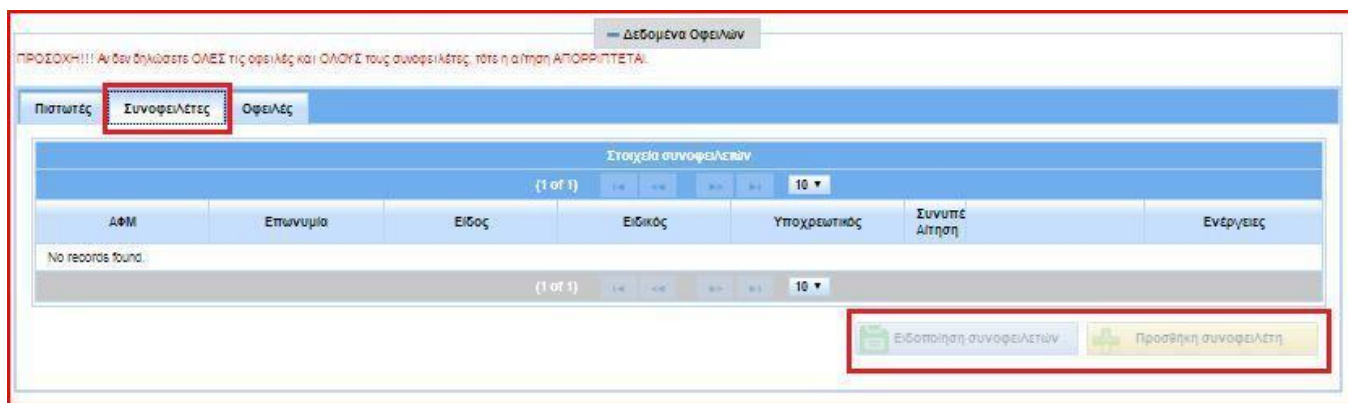 Δεδομένα Οφειλών
ΠΡΟΣΟΧΗ!!! Αν δεν δηλώσετε ΟΛΕΣ τις οφειλές και ΟΛΟΥΣ τους συνοφειλέτες, τότε η αίτηση ΑΠΟΡΡΙΠΤΕΤΑΙ.
Πιστωτές Συνοφειλέτες Οφειλές
Στοιχεία συνοφειλετών
(1 of 1) 10
ΑΦΜ Επωνυμία Είδος Ειδικός Υποχρεωτικός Συνυπέ Ενέργειες
Αίτηση
No records found.
(1 of 1) 10
Ειδοποίηση συνοφειλετών Προσθήκη συνοφειλέτη